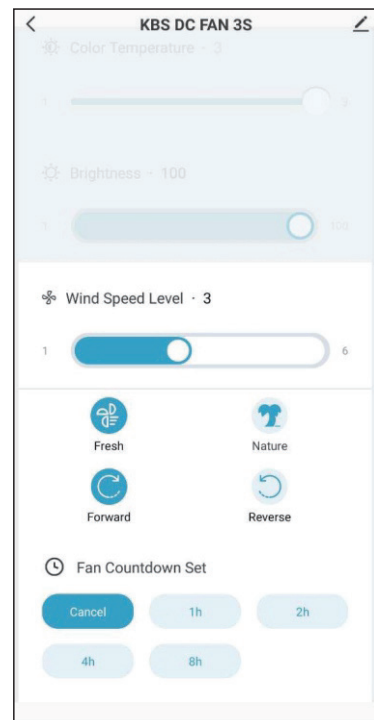 KBS DC FAN 3S
Color Temperature · 3
1 3
Brightness · 100
1 100
Wind Speed Level · 3
1 6
Fresh Nature
Forward Reverse
Fan Countdown Set
Cancel 1h 2h
4h 8h